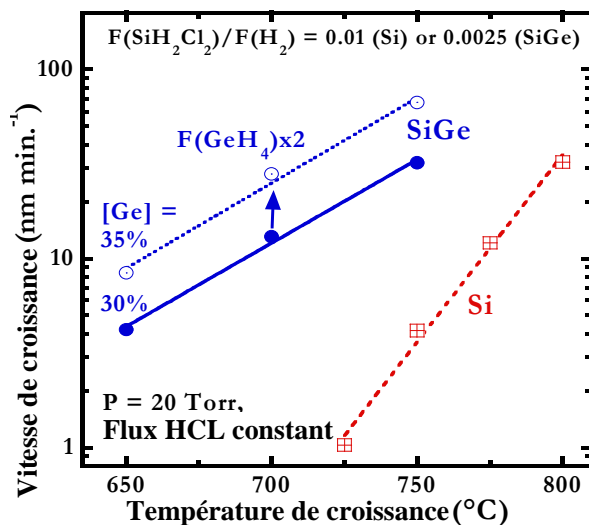 F(SiH₂Cl₂)/F(H₂) = 0.01 (Si) or 0.0025 (SiGe)
100
F(GeH₄)x2
SiGe
[Ge] =
35%
10
30%
Si
P = 20 Torr,
Flux HCL constant
1
650 700 750 800
Température de croissance (°C)
Vitesse de croissance (nm min.⁻¹)